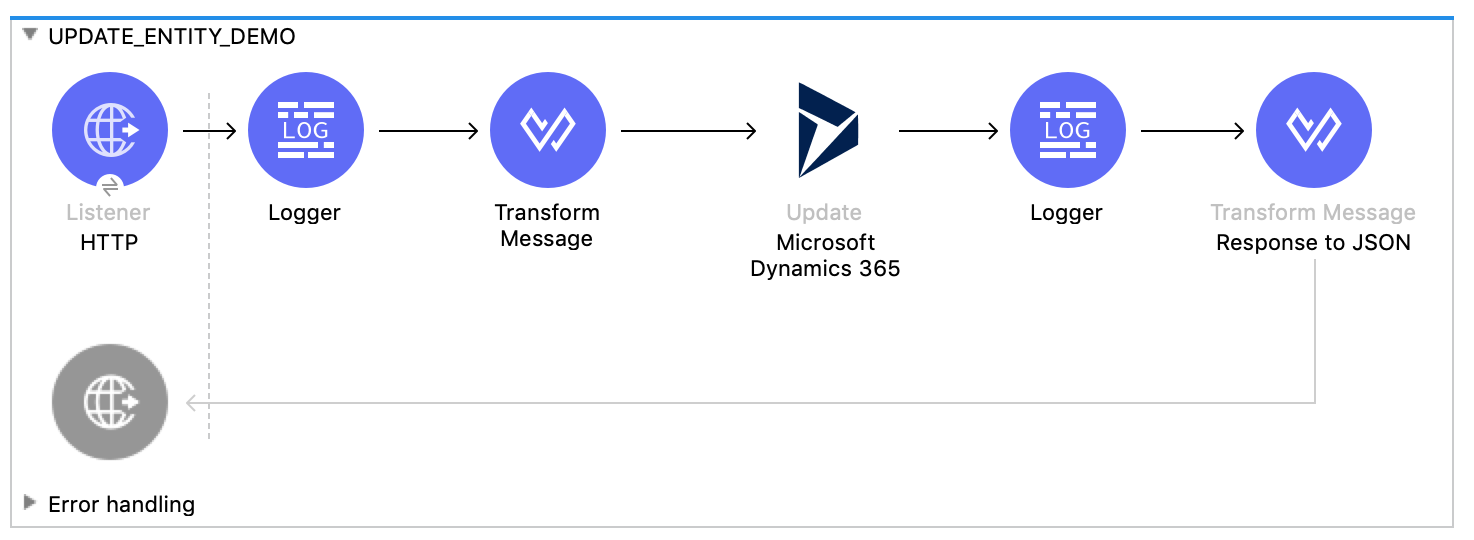 UPDATE_ENTITY_DEMO
LOG
LOG
Listener
HTTP
Logger
Transform
Message
Update
Microsoft
Dynamics 365
Logger
Transform Message
Response to JSON
Error handling